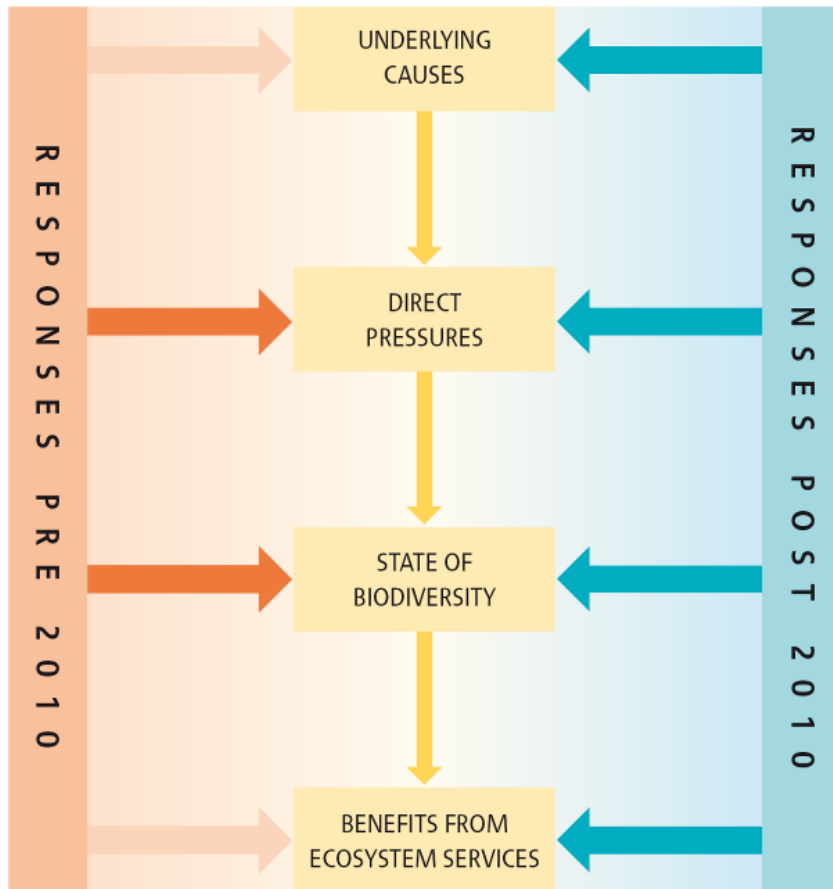 RESPONSES PRE 2010
UNDERLYING
CAUSES
DIRECT
PRESSURES
STATE OF
BIODIVERSITY
BENEFITS FROM
ECOSYSTEM SERVICES
RESPONSES POST 2010